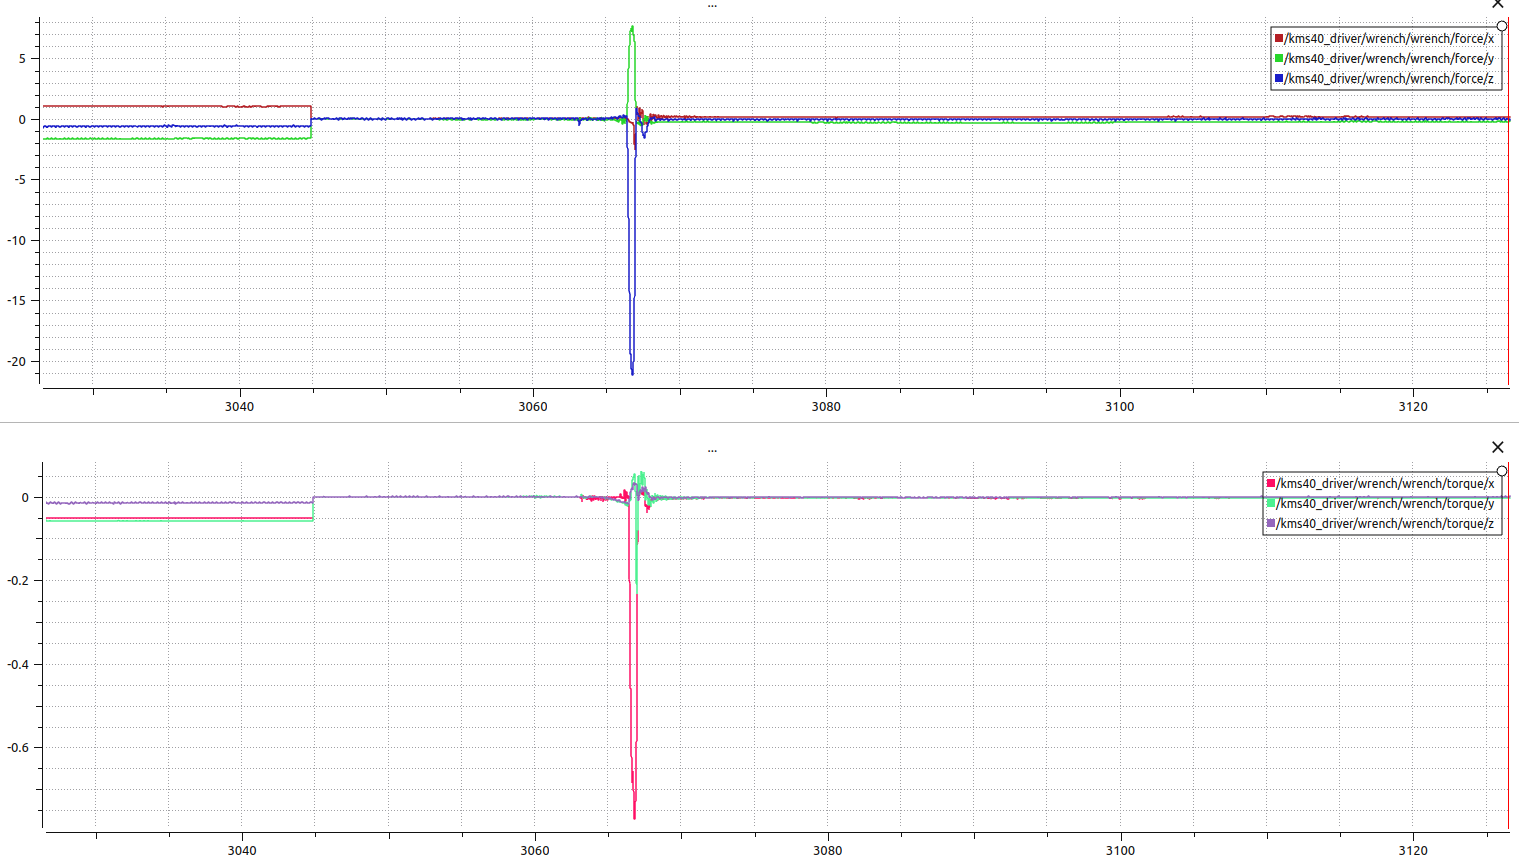 ...
/kms40_driver/wrench/wrench/force/x
/kms40_driver/wrench/wrench/force/y
/kms40_driver/wrench/wrench/force/z
5
0
-5
-10
-15
-20
3040 3060 3080 3100 3120
...
/kms40_driver/wrench/wrench/torque/x
/kms40_driver/wrench/wrench/torque/y
/kms40_driver/wrench/wrench/torque/z
0
-0.2
-0.4
-0.6
3040 3060 3080 3100 3120